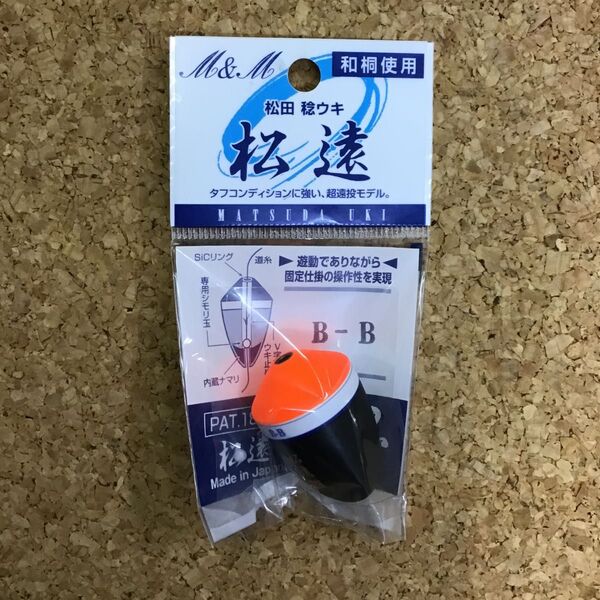 M&M
和桐使用
松田 稔ウキ
松遠
タフコンディションに強い、超遠投モデル。
MATSUDA UKI
SiCリング
道糸
遊動でありながら
固定仕掛の操作性を実現
専用シモリ玉
B-B
内蔵ナマリ
PAT.
松遠
Made in Japan